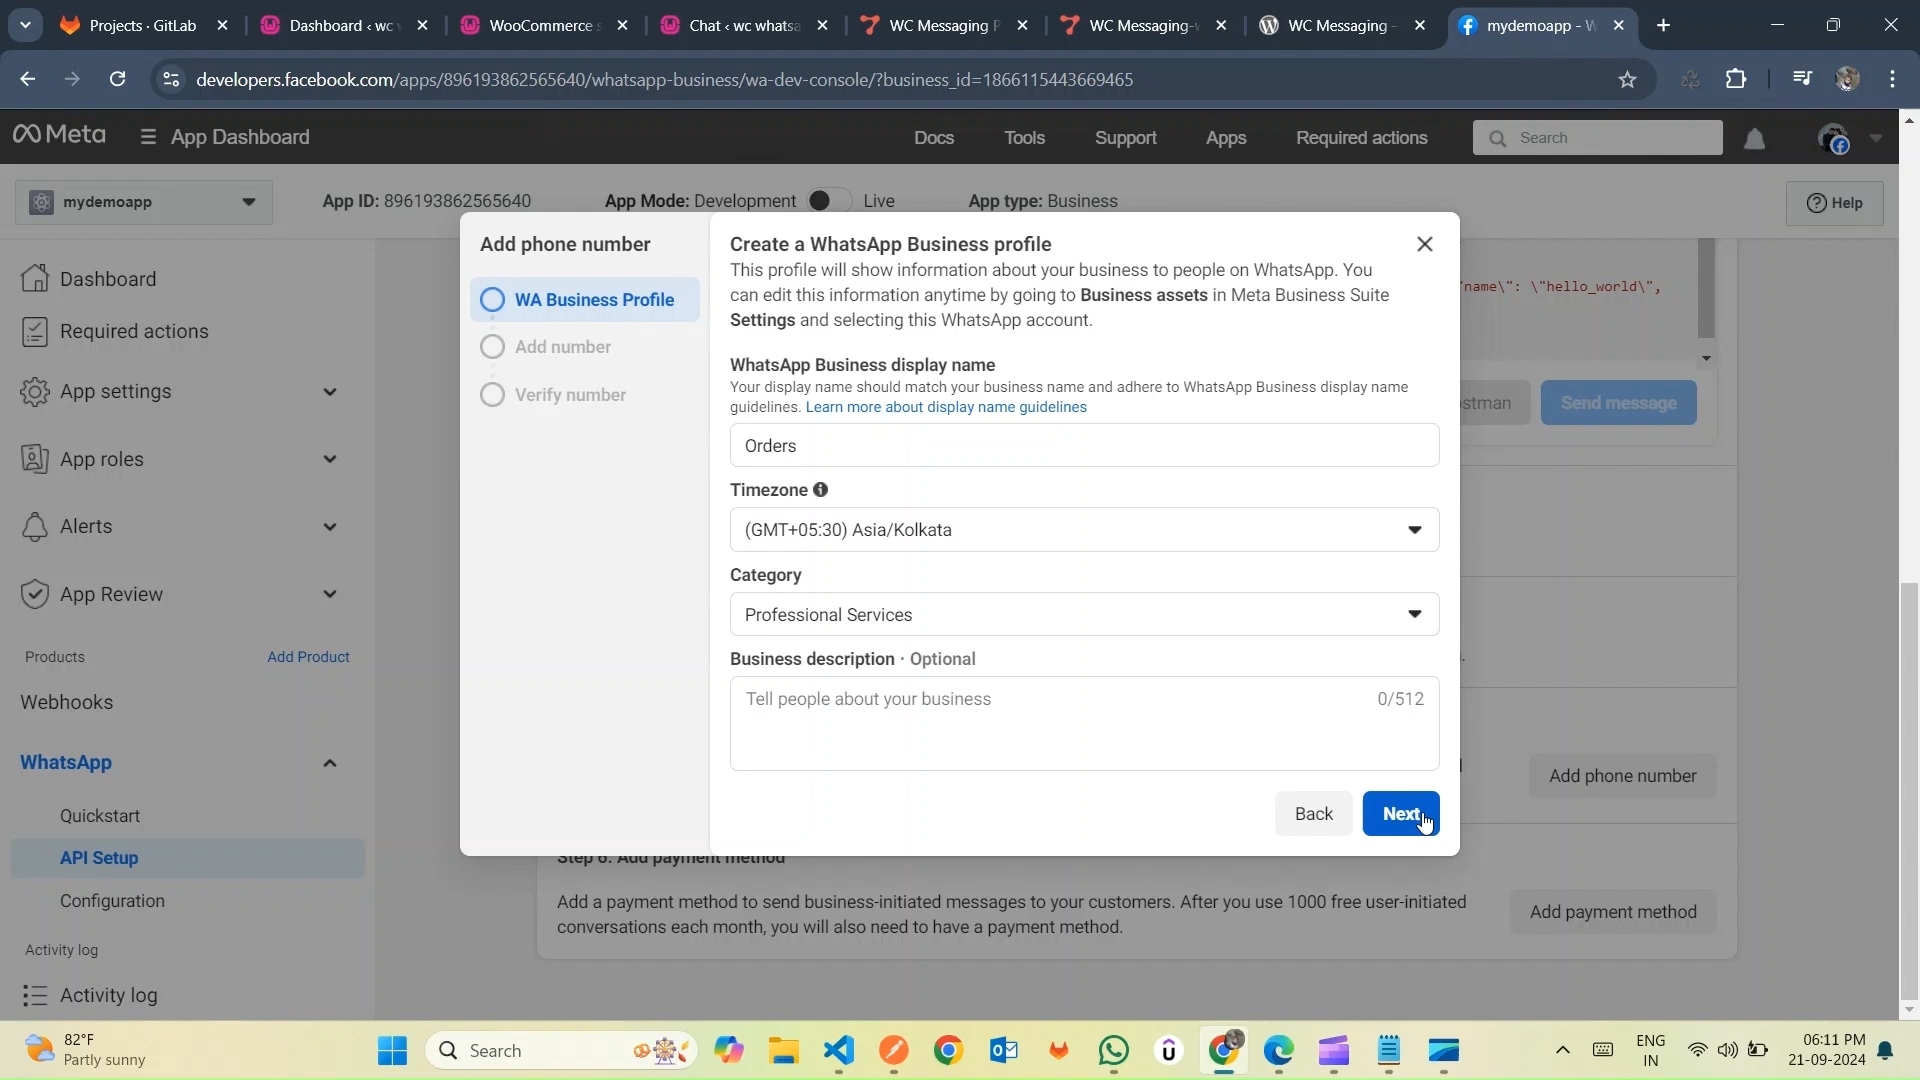 Projects · GitLab
Dashboard ‹ wc
WooCommerce
Chat ‹ wc whatsa
WC Messaging P
WC Messaging-
WC Messaging -
mydemoapp - W
developers.facebook.com/apps/896193862565640/whatsapp-business/wa-dev-console/?business_id=1866115443669465
Meta
App Dashboard
Docs
Tools
Support
Apps
Required actions
Search
mydemoapp
App ID: 896193862565640
App Mode: Development
Live
App type: Business
Help
Dashboard
Required actions
App settings
App roles
Alerts
App Review
Products
Add Product
Webhooks
WhatsApp
Quickstart
API Setup
Configuration
Activity log
Activity log
Add phone number
WA Business Profile
Add number
Verify number
Create a WhatsApp Business profile
This profile will show information about your business to people on WhatsApp. You
can edit this information anytime by going to Business assets in Meta Business Suite
Settings and selecting this WhatsApp account.
WhatsApp Business display name
Your display name should match your business name and adhere to WhatsApp Business display name
guidelines. Learn more about display name guidelines
Orders
Timezone
(GMT+05:30) Asia/Kolkata
Category
Professional Services
Business description · Optional
Tell people about your business
0/512
Back
Next
name\": \"hello_world\",
stman
Send message
Add phone number
Step 6: Add payment method
Add a payment method to send business-initiated messages to your customers. After you use 1000 free user-initiated
conversations each month, you will also need to have a payment method.
Add payment method
82°F
Partly sunny
Search
ENG
IN
06:11 PM
21-09-2024